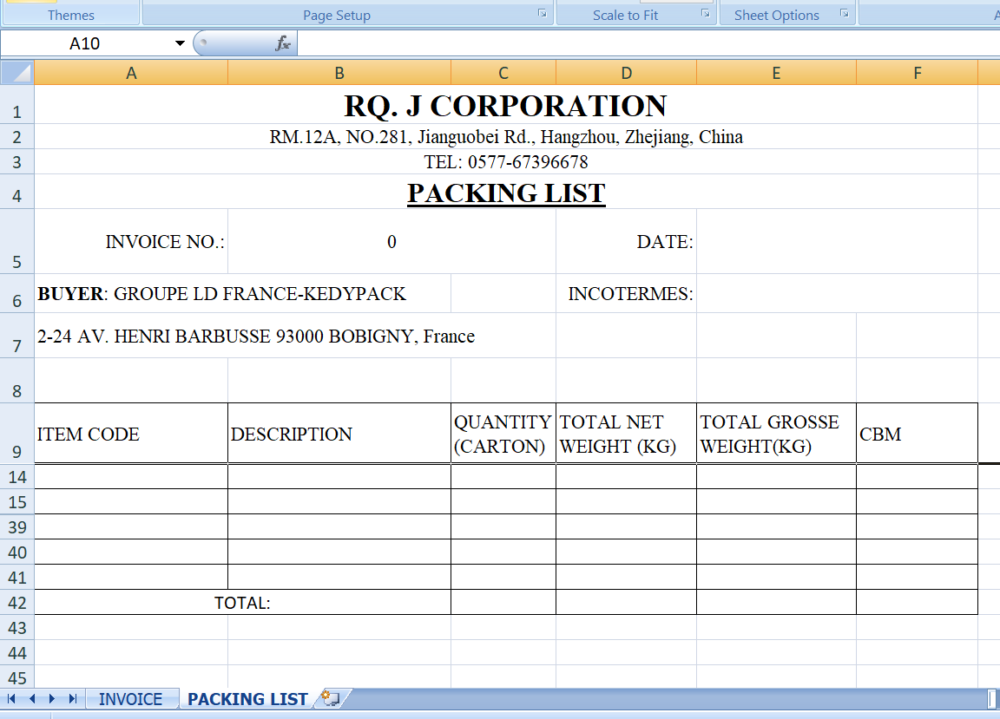 Themes Page Setup Scale to Fit Sheet Options
A10 fx
A B C D E F
1 RQ. J CORPORATION
2 RM.12A, NO.281, Jianguobei Rd., Hangzhou, Zhejiang, China
3 TEL: 0577-67396678
4 PACKING LIST
5 INVOICE NO.: 0 DATE:
6 BUYER: GROUPE LD FRANCE-KEDYPACK INCOTERMES:
7 2-24 AV. HENRI BARBUSSE 93000 BOBIGNY, France
8
9 ITEM CODE DESCRIPTION QUANTITY (CARTON) TOTAL NET WEIGHT (KG) TOTAL GROSSE WEIGHT(KG) CBM
14
15
39
40
41
42 TOTAL:
43
44
45
INVOICE PACKING LIST